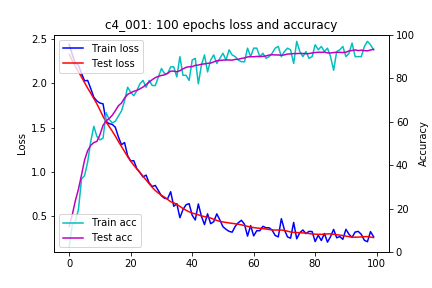 c4_001: 100 epochs loss and accuracy
Train loss
Test loss
Train acc
Test acc
Loss
Accuracy
2.5
2.0
1.5
1.0
0.5
100
80
60
40
20
0
0
20
40
60
80
100